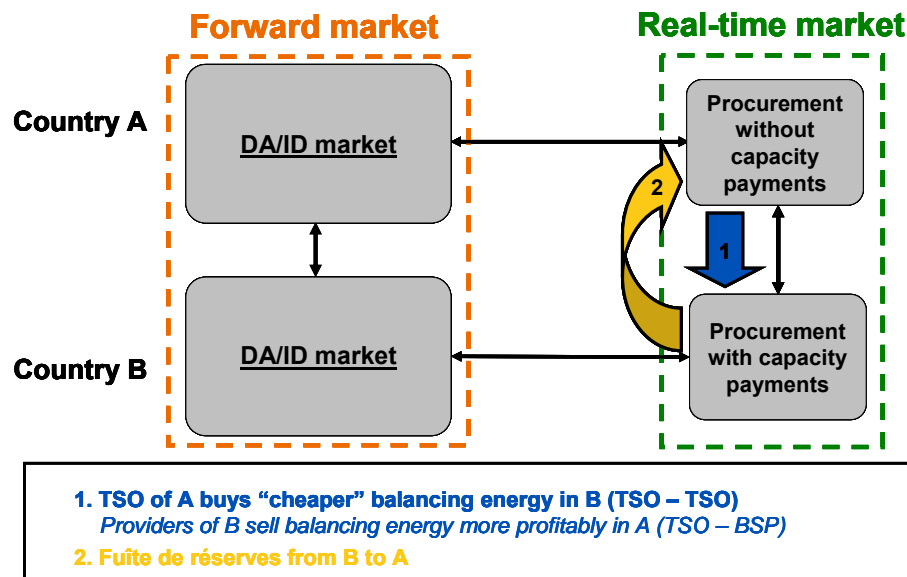 Forward market
Real-time market
Country A
DA/ID market
Procurement
without
capacity
payments
2
1
Country B
DA/ID market
Procurement
with capacity
payments
1. TSO of A buys “cheaper” balancing energy in B (TSO – TSO)
Providers of B sell balancing energy more profitably in A (TSO – BSP)
2. Fuîte de réserves from B to A